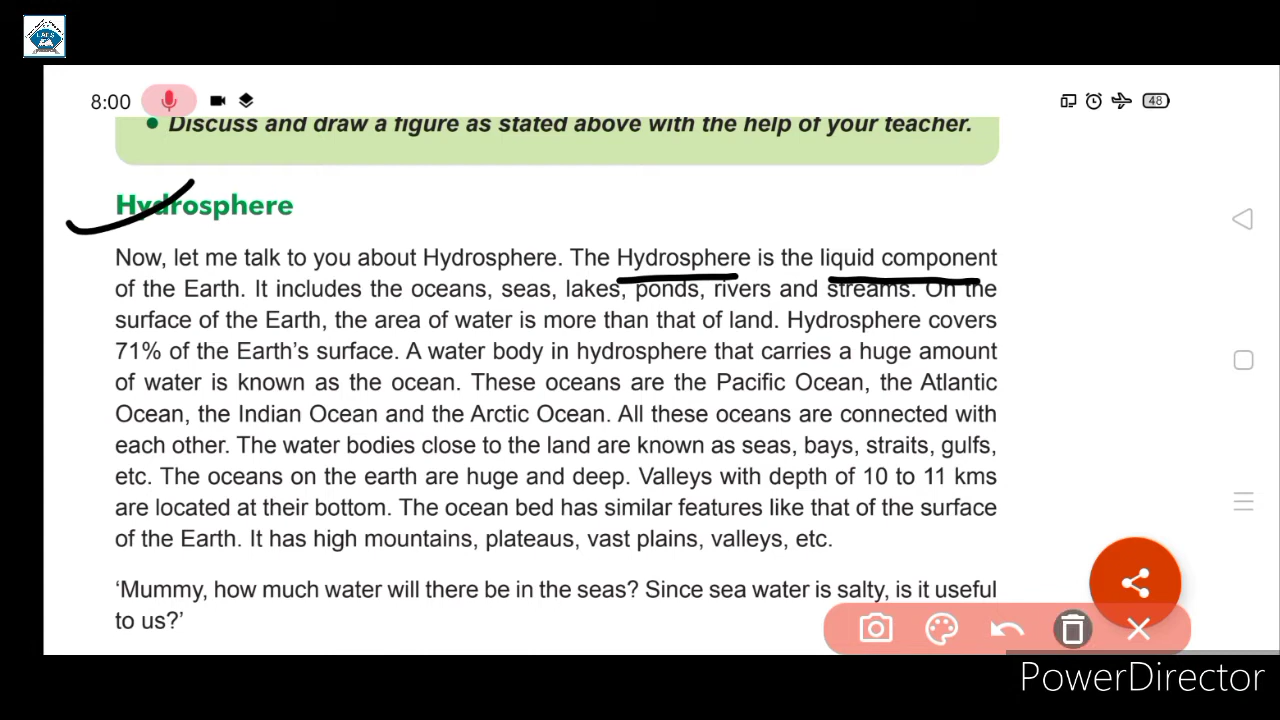 8:00
48
Discuss and draw a figure as stated above with the help of your teacher.
Hydrosphere
Now, let me talk to you about Hydrosphere. The Hydrosphere is the liquid component
of the Earth. It includes the oceans, seas, lakes, ponds, rivers and streams. On the
surface of the Earth, the area of water is more than that of land. Hydrosphere covers
71% of the Earth's surface. A water body in hydrosphere that carries a huge amount
of water is known as the ocean. These oceans are the Pacific Ocean, the Atlantic
Ocean, the Indian Ocean and the Arctic Ocean. All these oceans are connected with
each other. The water bodies close to the land are known as seas, bays, straits, gulfs,
etc. The oceans on the earth are huge and deep. Valleys with depth of 10 to 11 kms
are located at their bottom. The ocean bed has similar features like that of the surface
of the Earth. It has high mountains, plateaus, vast plains, valleys, etc.
‘Mummy, how much water will there be in the seas? Since sea water is salty, is it useful
to us?’
PowerDirector